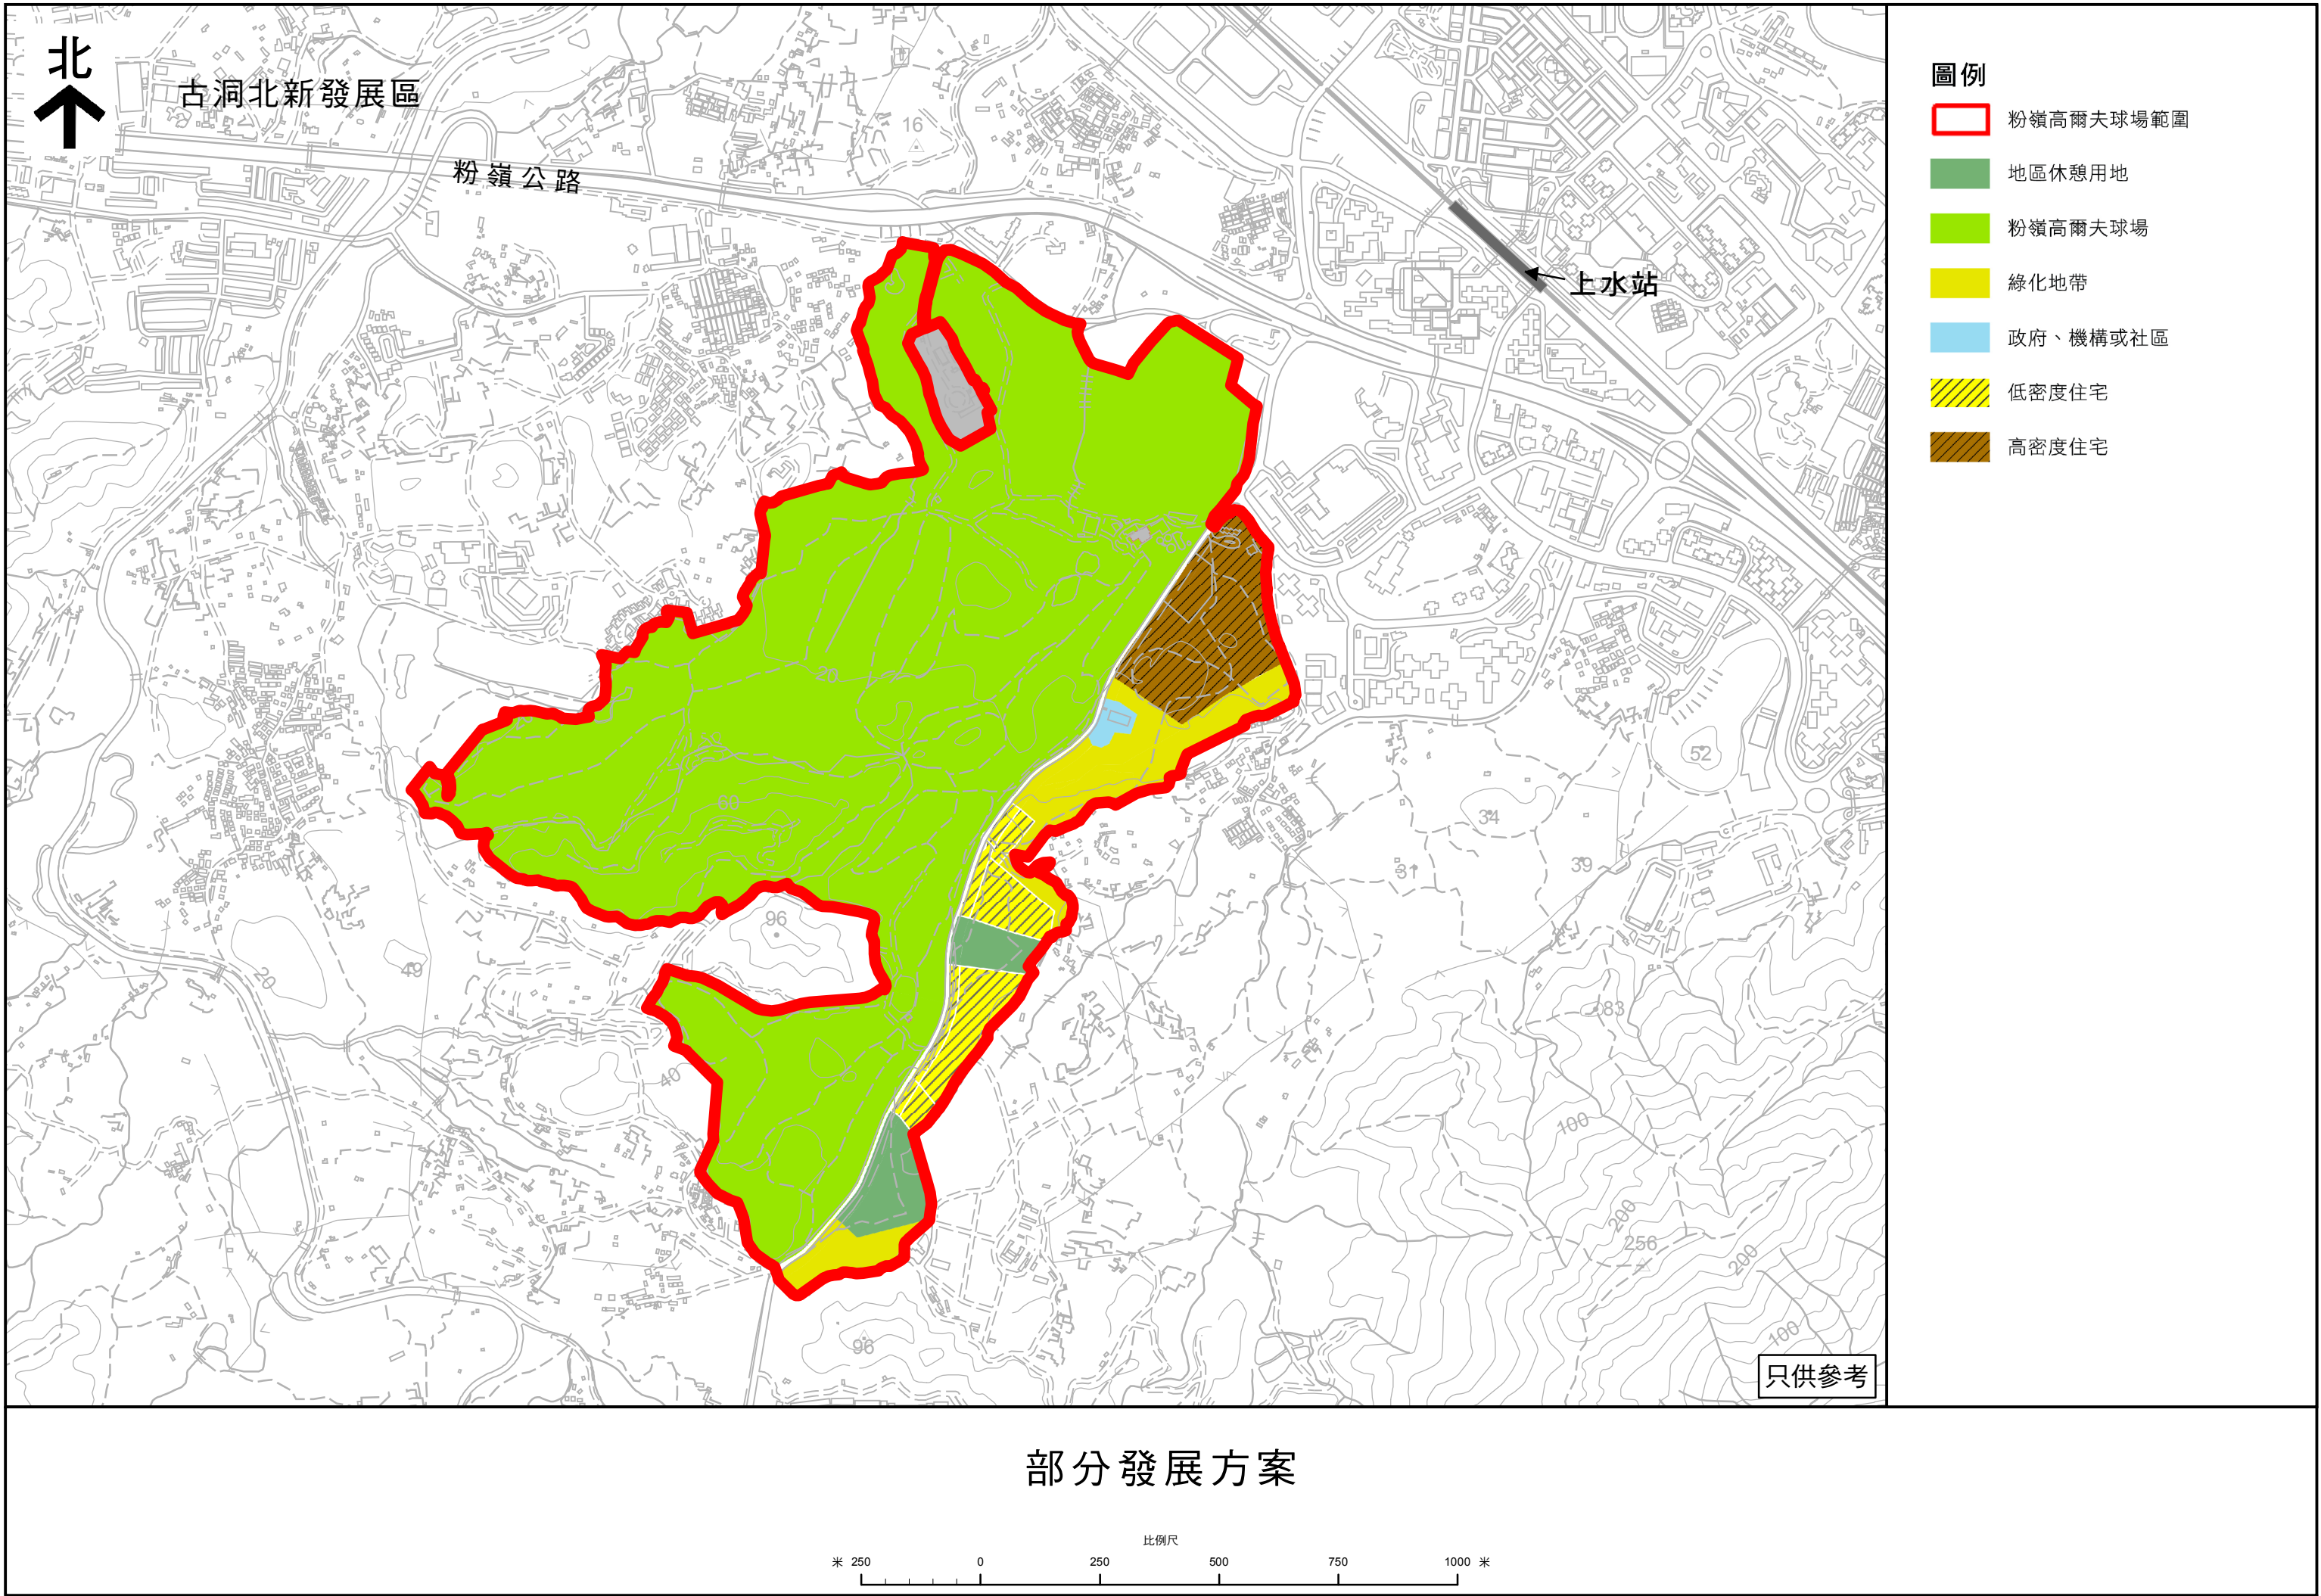 北
古洞北新發展區
粉嶺公路
16
上水站
20
80
52
34
31
39
96
49
20
83
40
100
200
256
200
96
100
只供參考
圖例
粉嶺高爾夫球場範圍
地區休憩用地
粉嶺高爾夫球場
綠化地帶
政府、機構或社區
低密度住宅
高密度住宅
部分發展方案
比例尺
米 250 0 250 500 750 1000 米